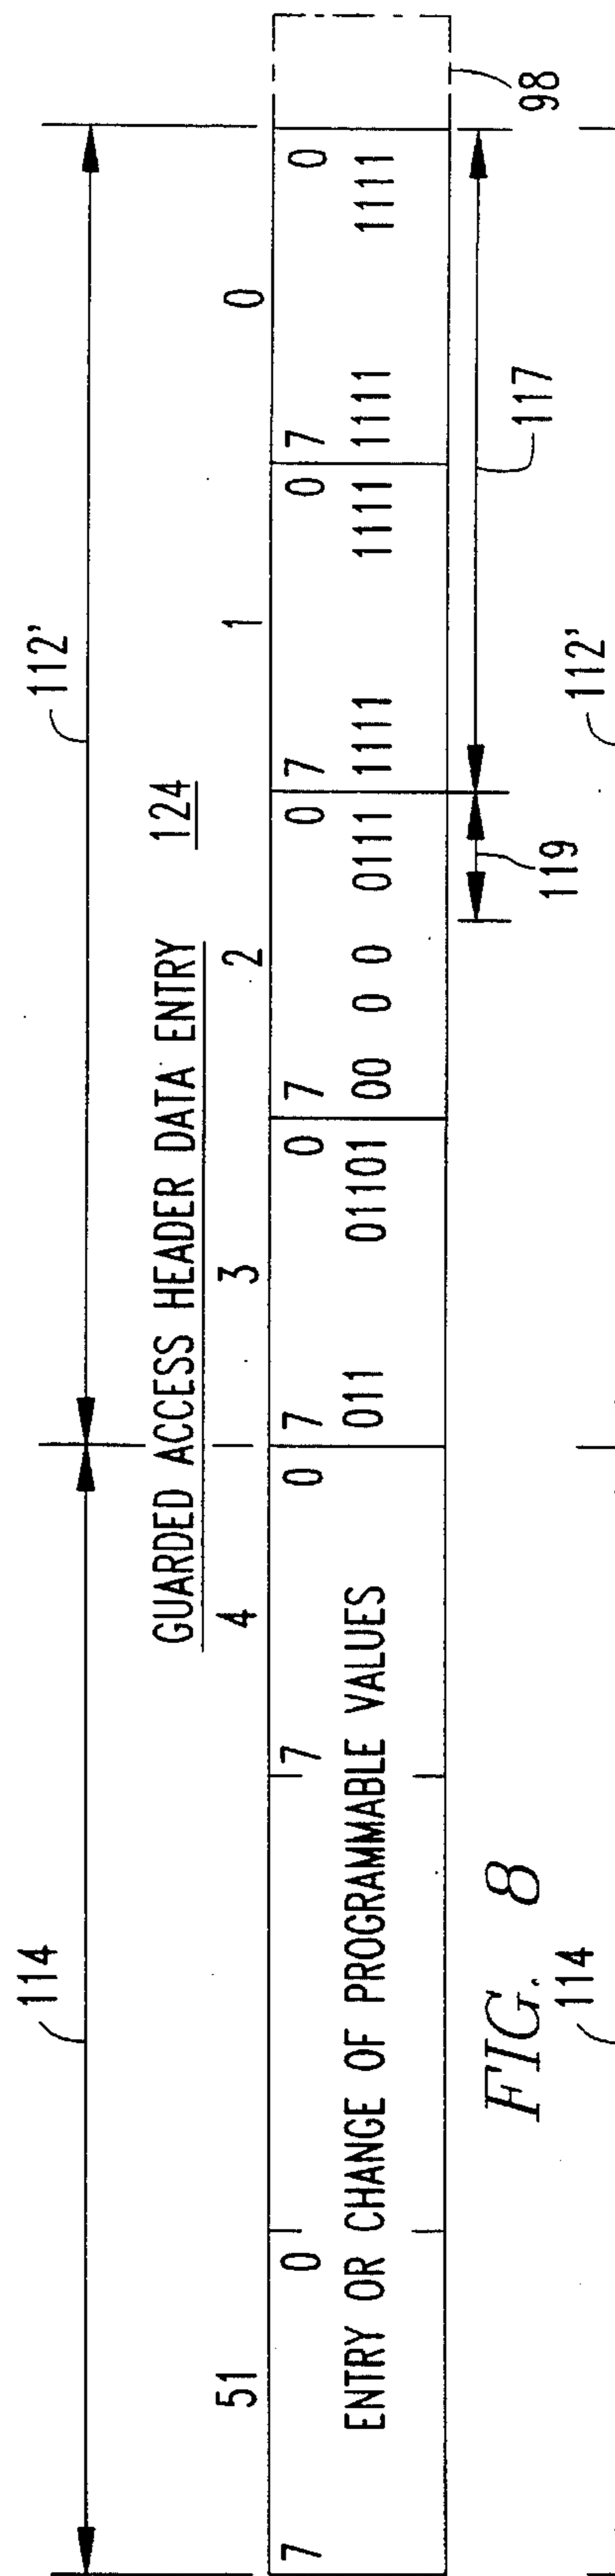 114
112'
GUARDED ACCESS HEADER DATA ENTRY 124
51 4 3 2 1 0
7 0 7 0 7 0 7 0 7 0 7 0
ENTRY OR CHANGE OF PROGRAMMABLE VALUES 011 01101 00 0 0 0111 1111 1111 1111 1111
119 117 98
FIG. 8
114
112'